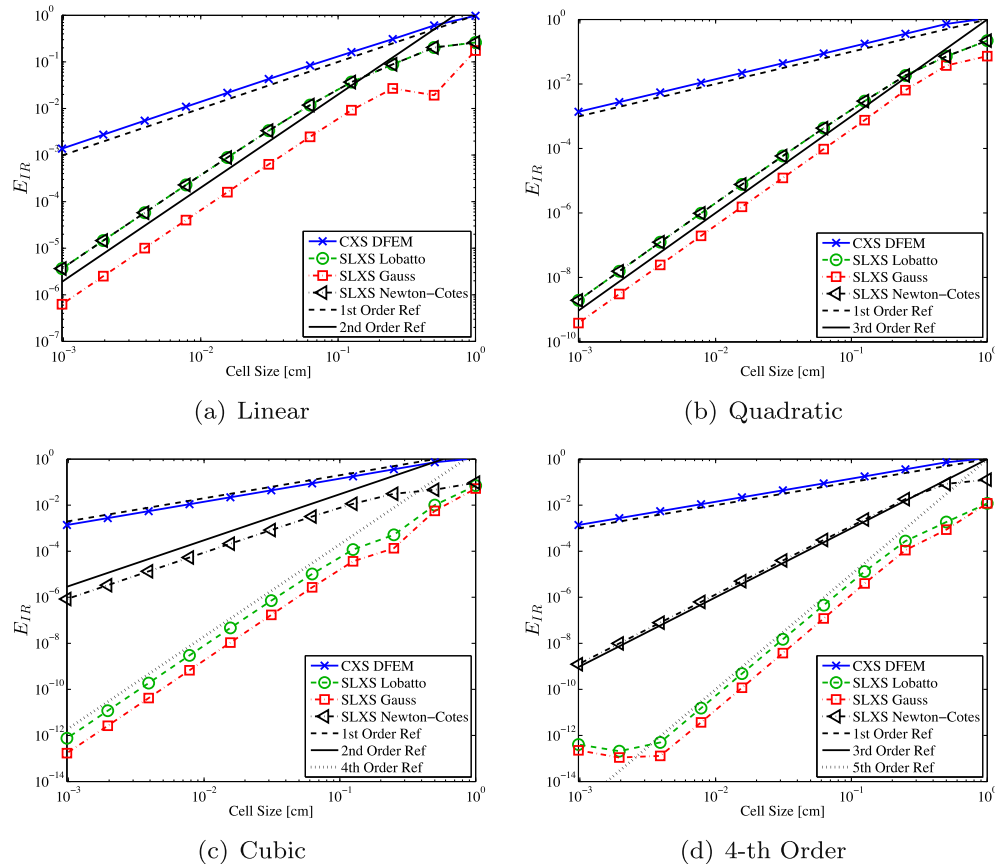 10^0
10^-1
10^-2
10^-3
10^-4
10^-5
10^-6
10^-7
E_IR
CXS DFEM
SLXS Lobatto
SLXS Gauss
SLXS Newton-Cotes
1st Order Ref
2nd Order Ref
10^-3 10^-2 10^-1 10^0
Cell Size [cm]
(a) Linear
10^0
10^-2
10^-4
10^-6
10^-8
10^-10
E_IR
CXS DFEM
SLXS Lobatto
SLXS Gauss
SLXS Newton-Cotes
1st Order Ref
3rd Order Ref
10^-3 10^-2 10^-1 10^0
Cell Size [cm]
(b) Quadratic
10^0
10^-2
10^-4
10^-6
10^-8
10^-10
10^-12
10^-14
E_IR
CXS DFEM
SLXS Lobatto
SLXS Gauss
SLXS Newton-Cotes
1st Order Ref
2nd Order Ref
4th Order Ref
10^-3 10^-2 10^-1 10^0
Cell Size [cm]
(c) Cubic
10^0
10^-2
10^-4
10^-6
10^-8
10^-10
10^-12
10^-14
E_IR
CXS DFEM
SLXS Lobatto
SLXS Gauss
SLXS Newton-Cotes
1st Order Ref
3rd Order Ref
5th Order Ref
10^-3 10^-2 10^-1 10^0
Cell Size [cm]
(d) 4-th Order